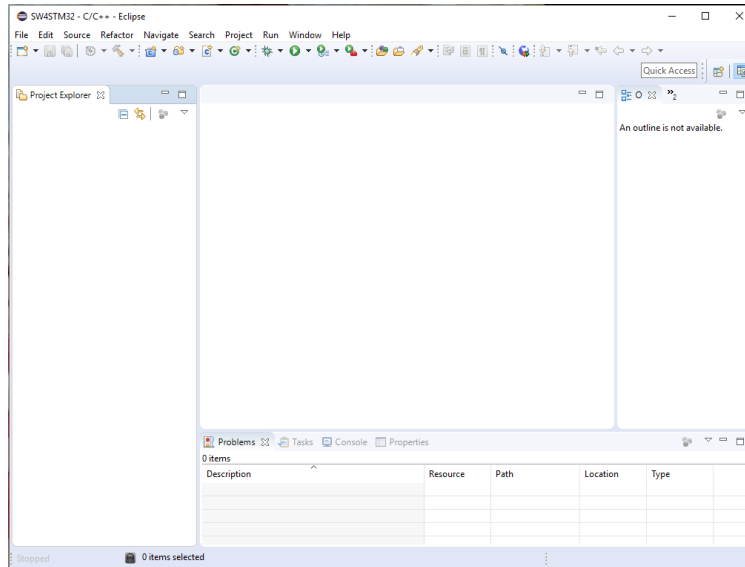 SW4STM32 - C/C++ - Eclipse
File Edit Source Refactor Navigate Search Project Run Window Help
Quick Access
Project Explorer
O
»2
An outline is not available.
Problems Tasks Console Properties
0 items
Description Resource Path Location Type
Stopped 0 items selected